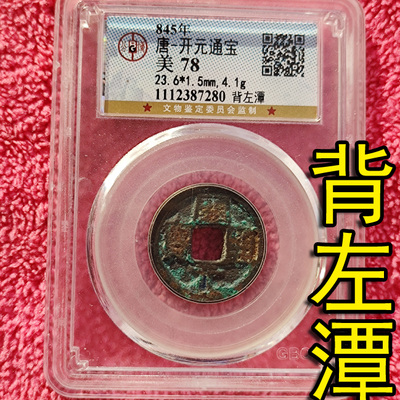 845年
唐-开元通宝
美 78
23.6*1.5mm,4.1g
1112387280 背左潭
★ 文物鉴定委员会监制 ★
背左潭